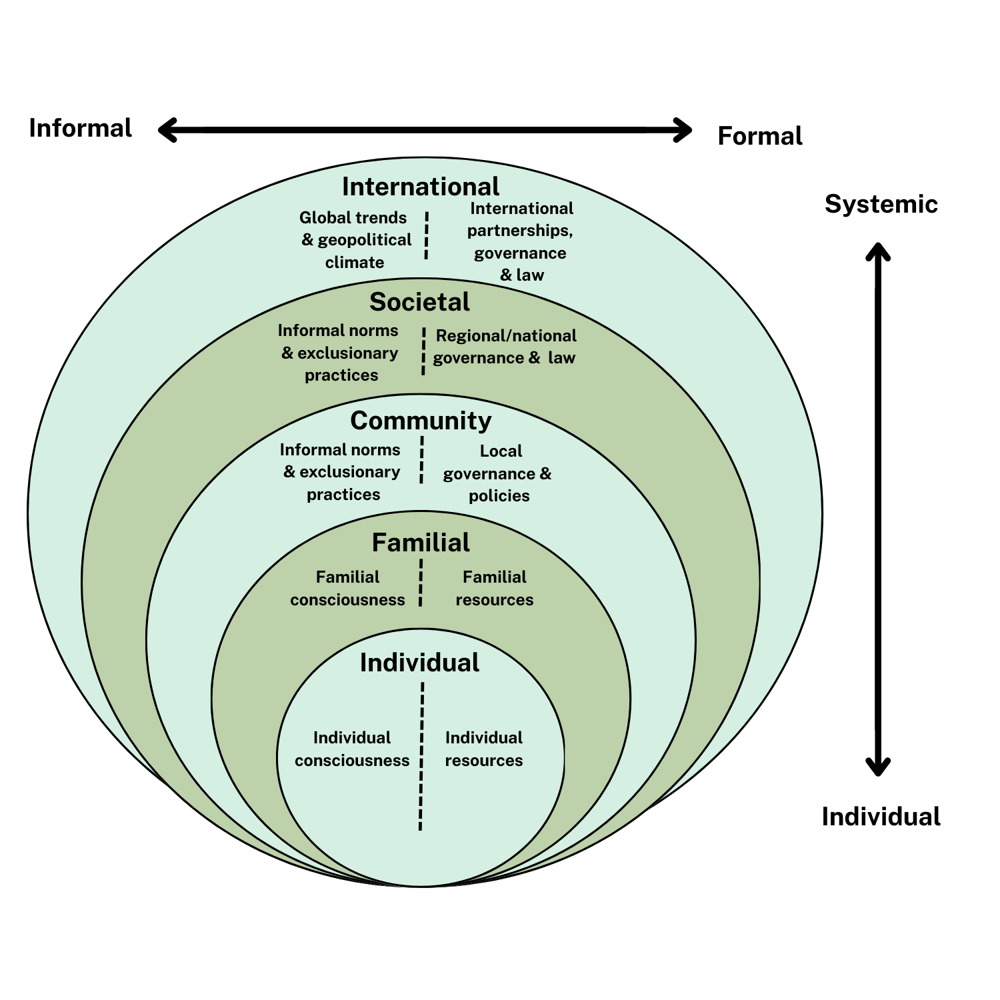 Informal
Formal
Systemic
International
Global trends
& geopolitical
climate
International
partnerships,
governance
& law
Societal
Informal norms
& exclusionary
practices
Regional/national
governance & law
Community
Informal norms
& exclusionary
practices
Local
governance &
policies
Familial
Familial
consciousness
Familial
resources
Individual
Individual
consciousness
Individual
resources
Individual